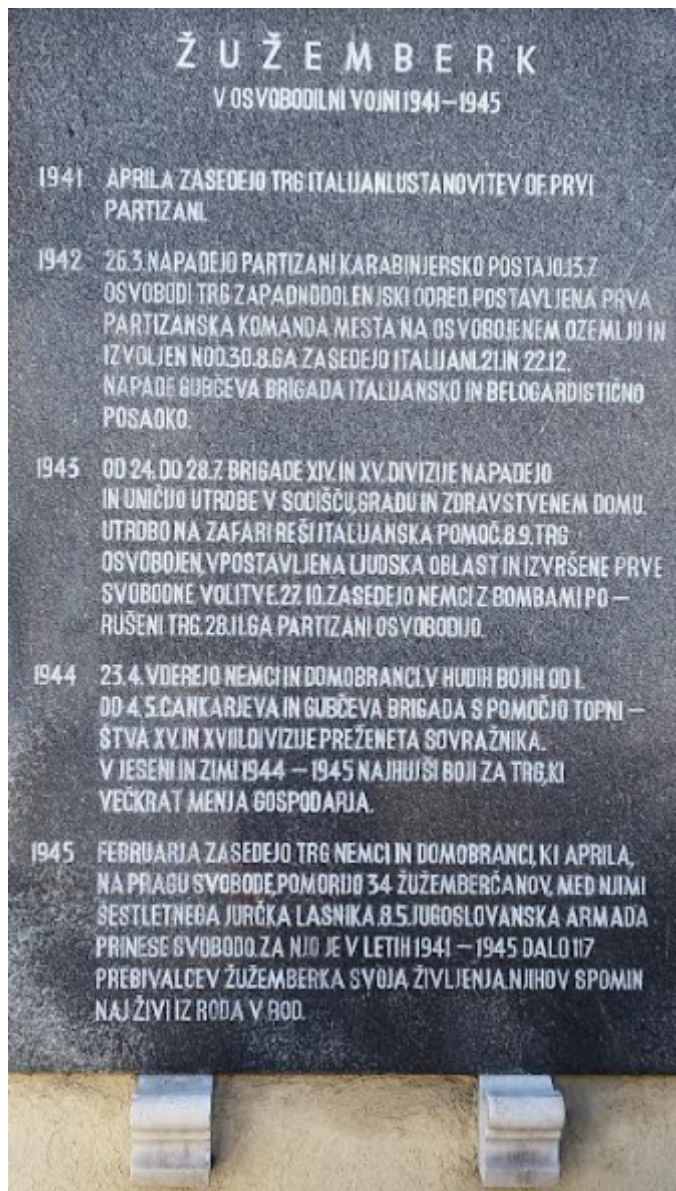 ŽUŽEMBERK
V OSVOBODILNI VOJNI 1941-1945
1941 APRILA ZASEDEJO TRG ITALIJANI.USTANOVITEV OF.PRVI
PARTIZANI.
1942 26.3.NAPADEJO PARTIZANI KARABINJERSKO POSTAJO.13.7.
OSVOBODI TRG ZAPADNODOLENJSKI ODRED.POSTAVLJENA PRVA
PARTIZANSKA KOMANDA MESTA NA OSVOBOJENEM OZEMLJU IN
IZVOLJEN NOO.30.8.GA ZASEDEJO ITALIJANI.21.IN 22.12.
NAPADE GUBČEVA BRIGADA ITALIJANSKO IN BELOGARDISTIČNO
POSADKO.
1943 OD 24. DO 28.7. BRIGADE XIV. IN XV. DIVIZIJE NAPADEJO
IN UNIČIJO UTRDBE V SODIŠČU, GRADU IN ZDRAVSTVENEM DOMU.
UTRDBO NA ZAFARI REŠI ITALIJANSKA POMOČ.8.9.TRG
OSVOBOJEN, VPOSTAVLJENA LJUDSKA OBLAST IN IZVRŠENE PRVE
SVOBODNE VOLITVE.27.10.ZASEDEJO NEMCI Z BOMBAMI PO-
RUŠENI TRG.28.11.GA PARTIZANI OSVOBODIJO.
1944 23.4.VDEREJO NEMCI IN DOMOBRANCI.V HUDIH BOJIH OD 1.
DO 4.5.CANKARJEVA IN GUBČEVA BRIGADA S POMOČJO TOPNI-
ŠTVA XV.IN XVIII.DIVIZIJE PREŽENETA SOVRAŽNIKA.
V JESENI IN ZIMI 1944-1945 NAJHUJŠI BOJI ZA TRG,KI
VEČKRAT MENJA GOSPODARJA.
1945 FEBRUARJA ZASEDEJO TRG NEMCI IN DOMOBRANCI, KI APRILA,
NA PRAGU SVOBODE,POMORIJO 34 ŽUŽEMBERČANOV, MED NJIMI
ŠESTLETNEGA JURČKA LASNIKA.8.5.JUGOSLOVANSKA ARMADA
PRINESE SVOBODO.ZA NJO JE V LETIH 1941-1945 DALO 117
PREBIVALCEV ŽUŽEMBERKA SVOJA ŽIVLJENJA.NJIHOV SPOMIN
NAJ ŽIVI IZ RODA V ROD.